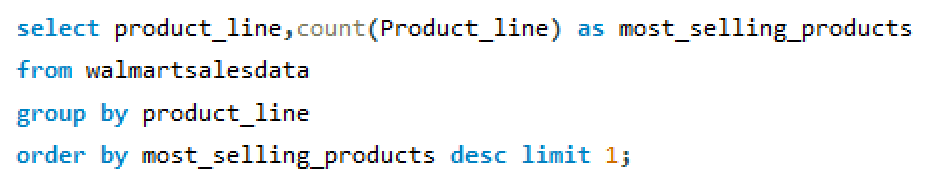 select product_line,count(Product_line) as most_selling_products
from walmartsalesdata
group by product_line
order by most_selling_products desc limit 1;